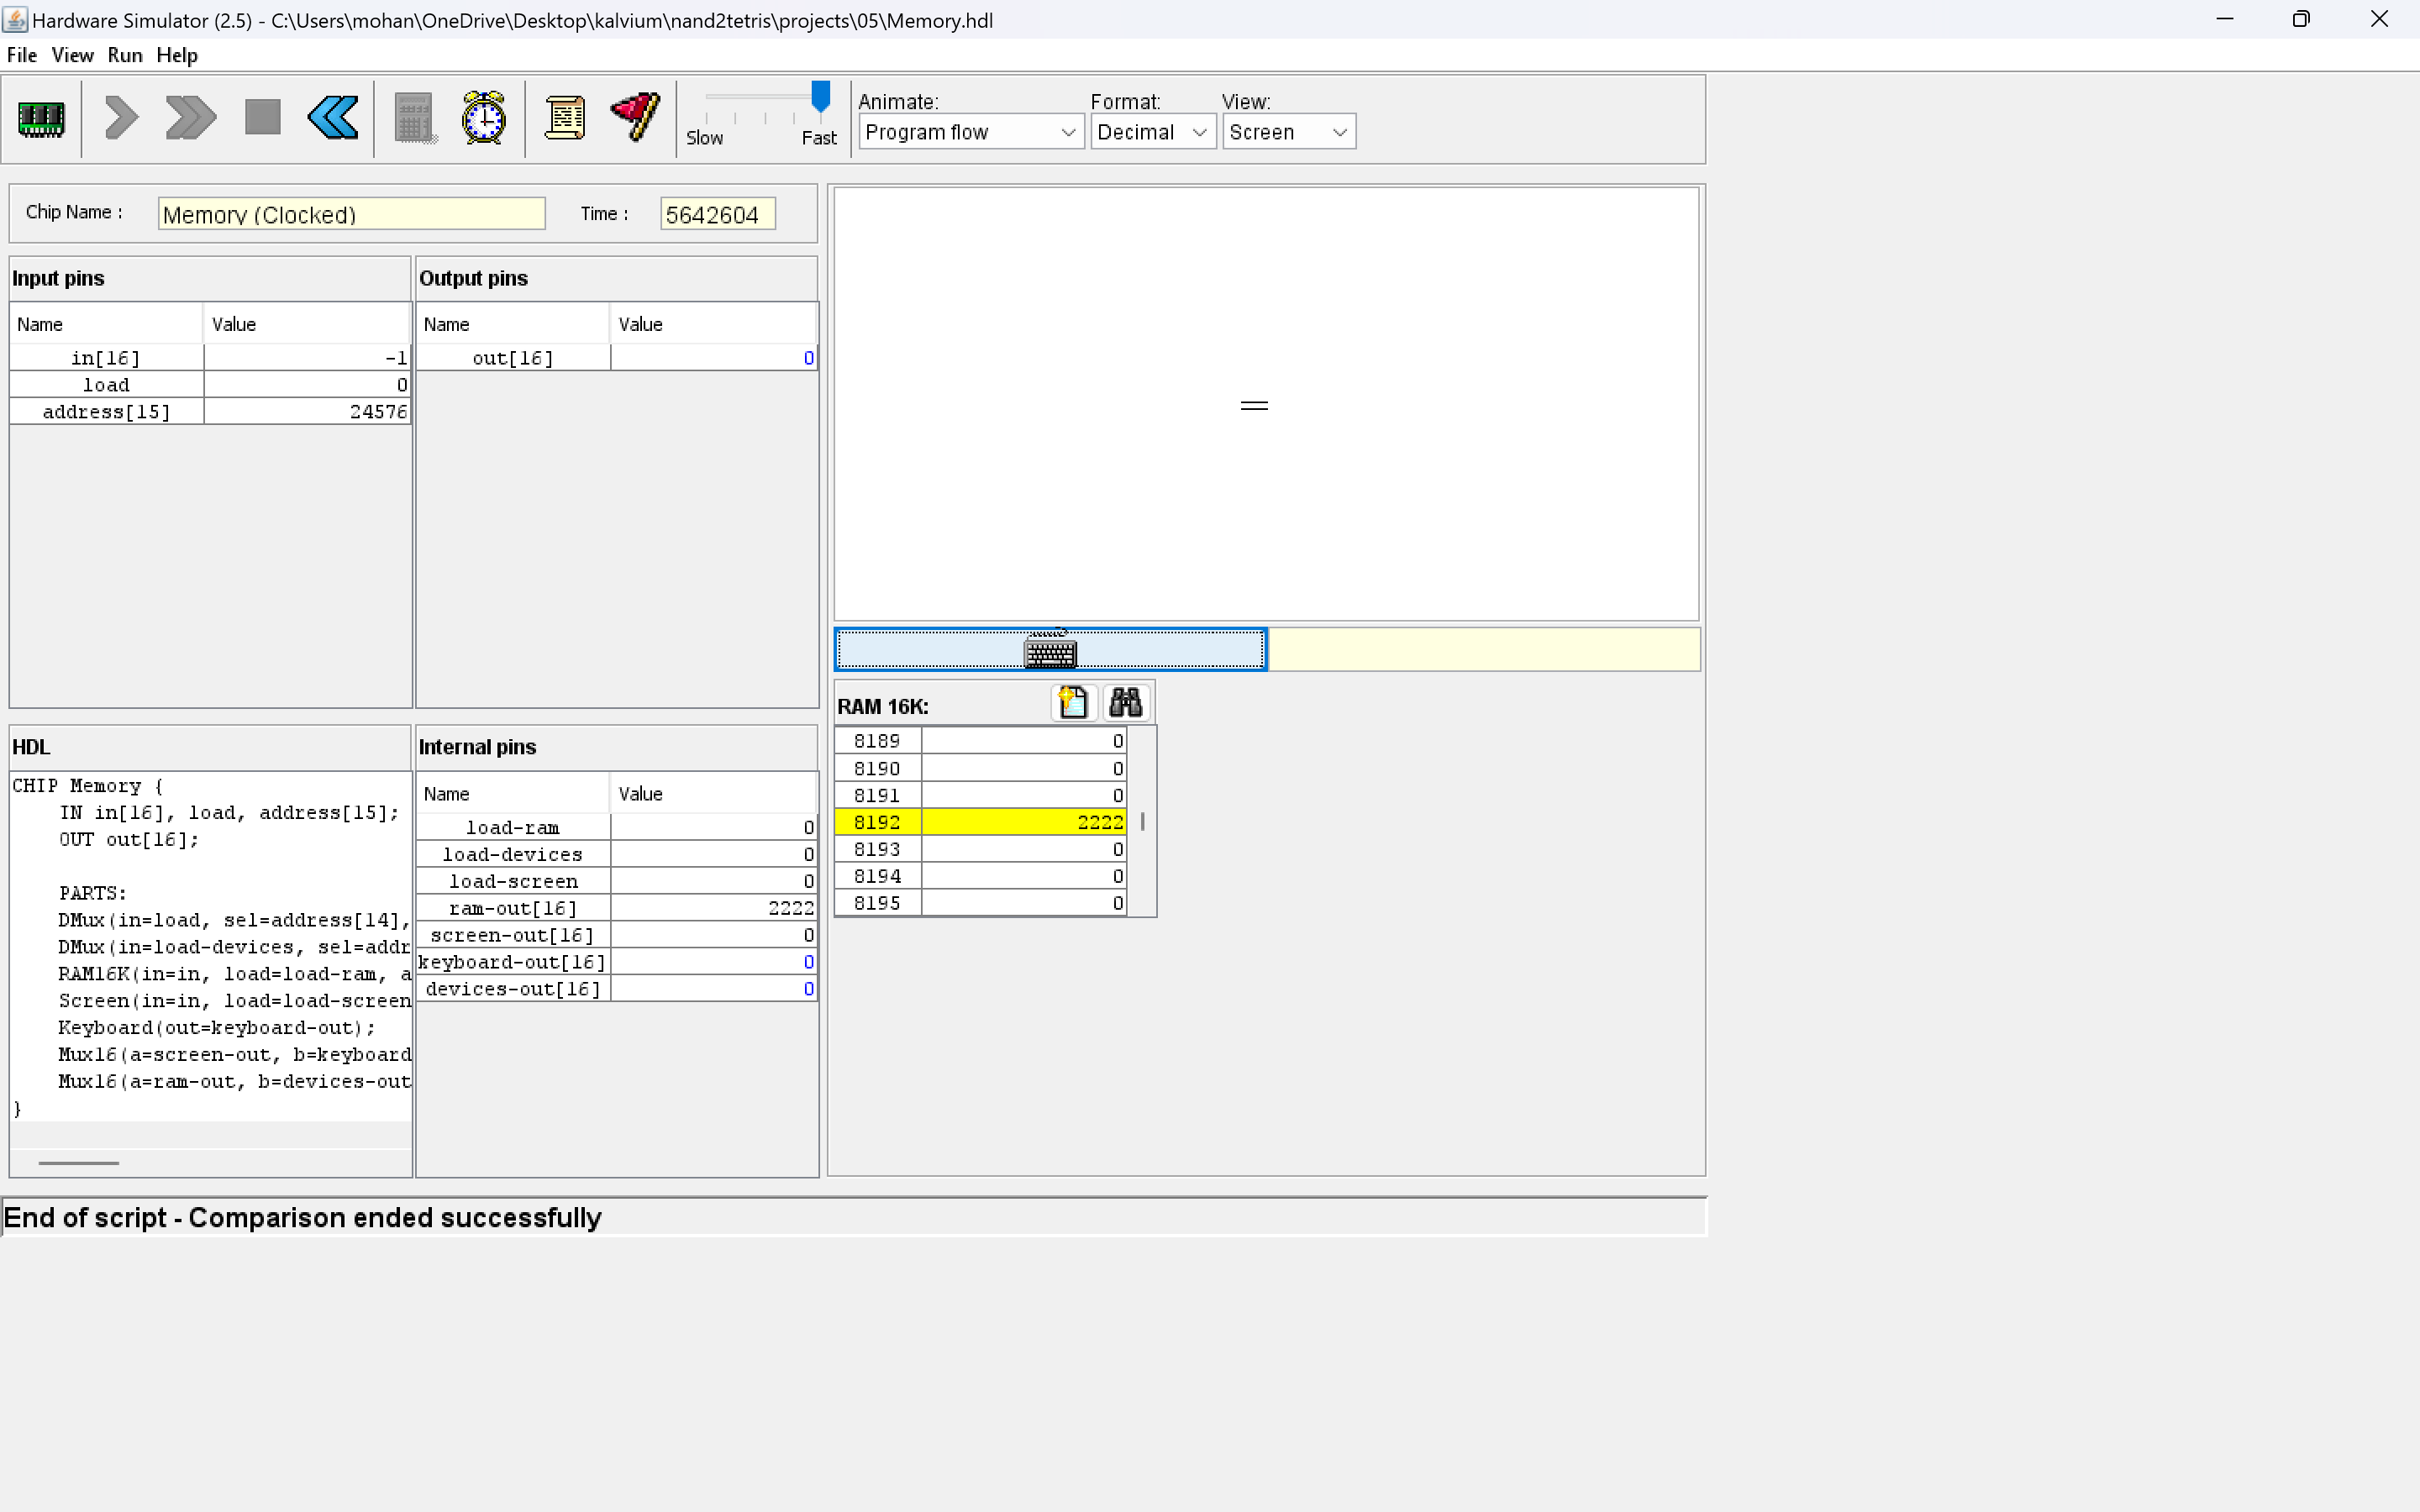 Hardware Simulator (2.5) - C:\Users\mohan\OneDrive\Desktop\kalvium\nand2tetris\projects\05\Memory.hdl
File View Run Help
Slow Fast
Animate: Format: View:
Program flow Decimal Screen
Chip Name : Memory (Clocked) Time : 5642604
Input pins
Name Value
in[16] -1
load 0
address[15] 24576
Output pins
Name Value
out[16] 0
HDL
CHIP Memory {
IN in[16], load, address[15];
OUT out[16];
PARTS:
DMux(in=load, sel=address[14],
DMux(in=load-devices, sel=addr
RAM16K(in=in, load=load-ram, a
Screen(in=in, load=load-screen
Keyboard(out=keyboard-out);
Mux16(a=screen-out, b=keyboard
Mux16(a=ram-out, b=devices-out
}
Internal pins
Name Value
load-ram 0
load-devices 0
load-screen 0
ram-out[16] 2222
screen-out[16] 0
keyboard-out[16] 0
devices-out[16] 0
RAM 16K:
8189 0
8190 0
8191 0
8192 2222
8193 0
8194 0
8195 0
End of script - Comparison ended successfully